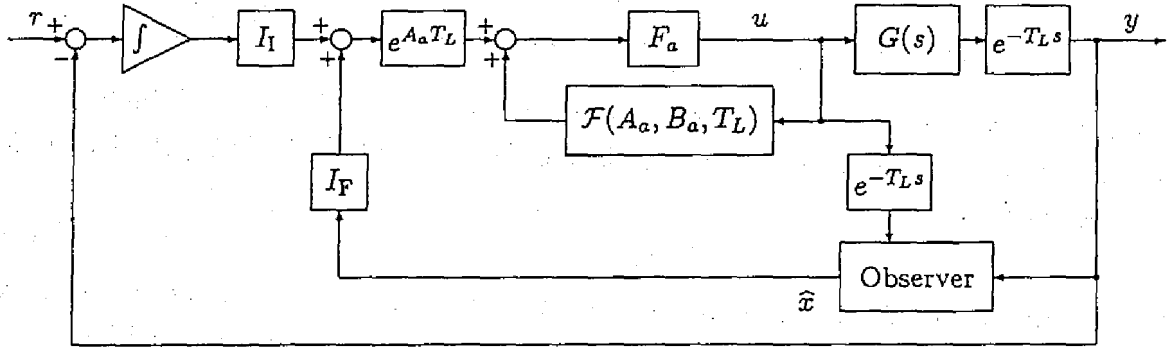 r + ∫ I_I + e^{A_a T_L} + F_a u G(s) e^{-T_L s} y
- + +
F(A_a, B_a, T_L)
I_F e^{-T_L s}
Observer
x̂